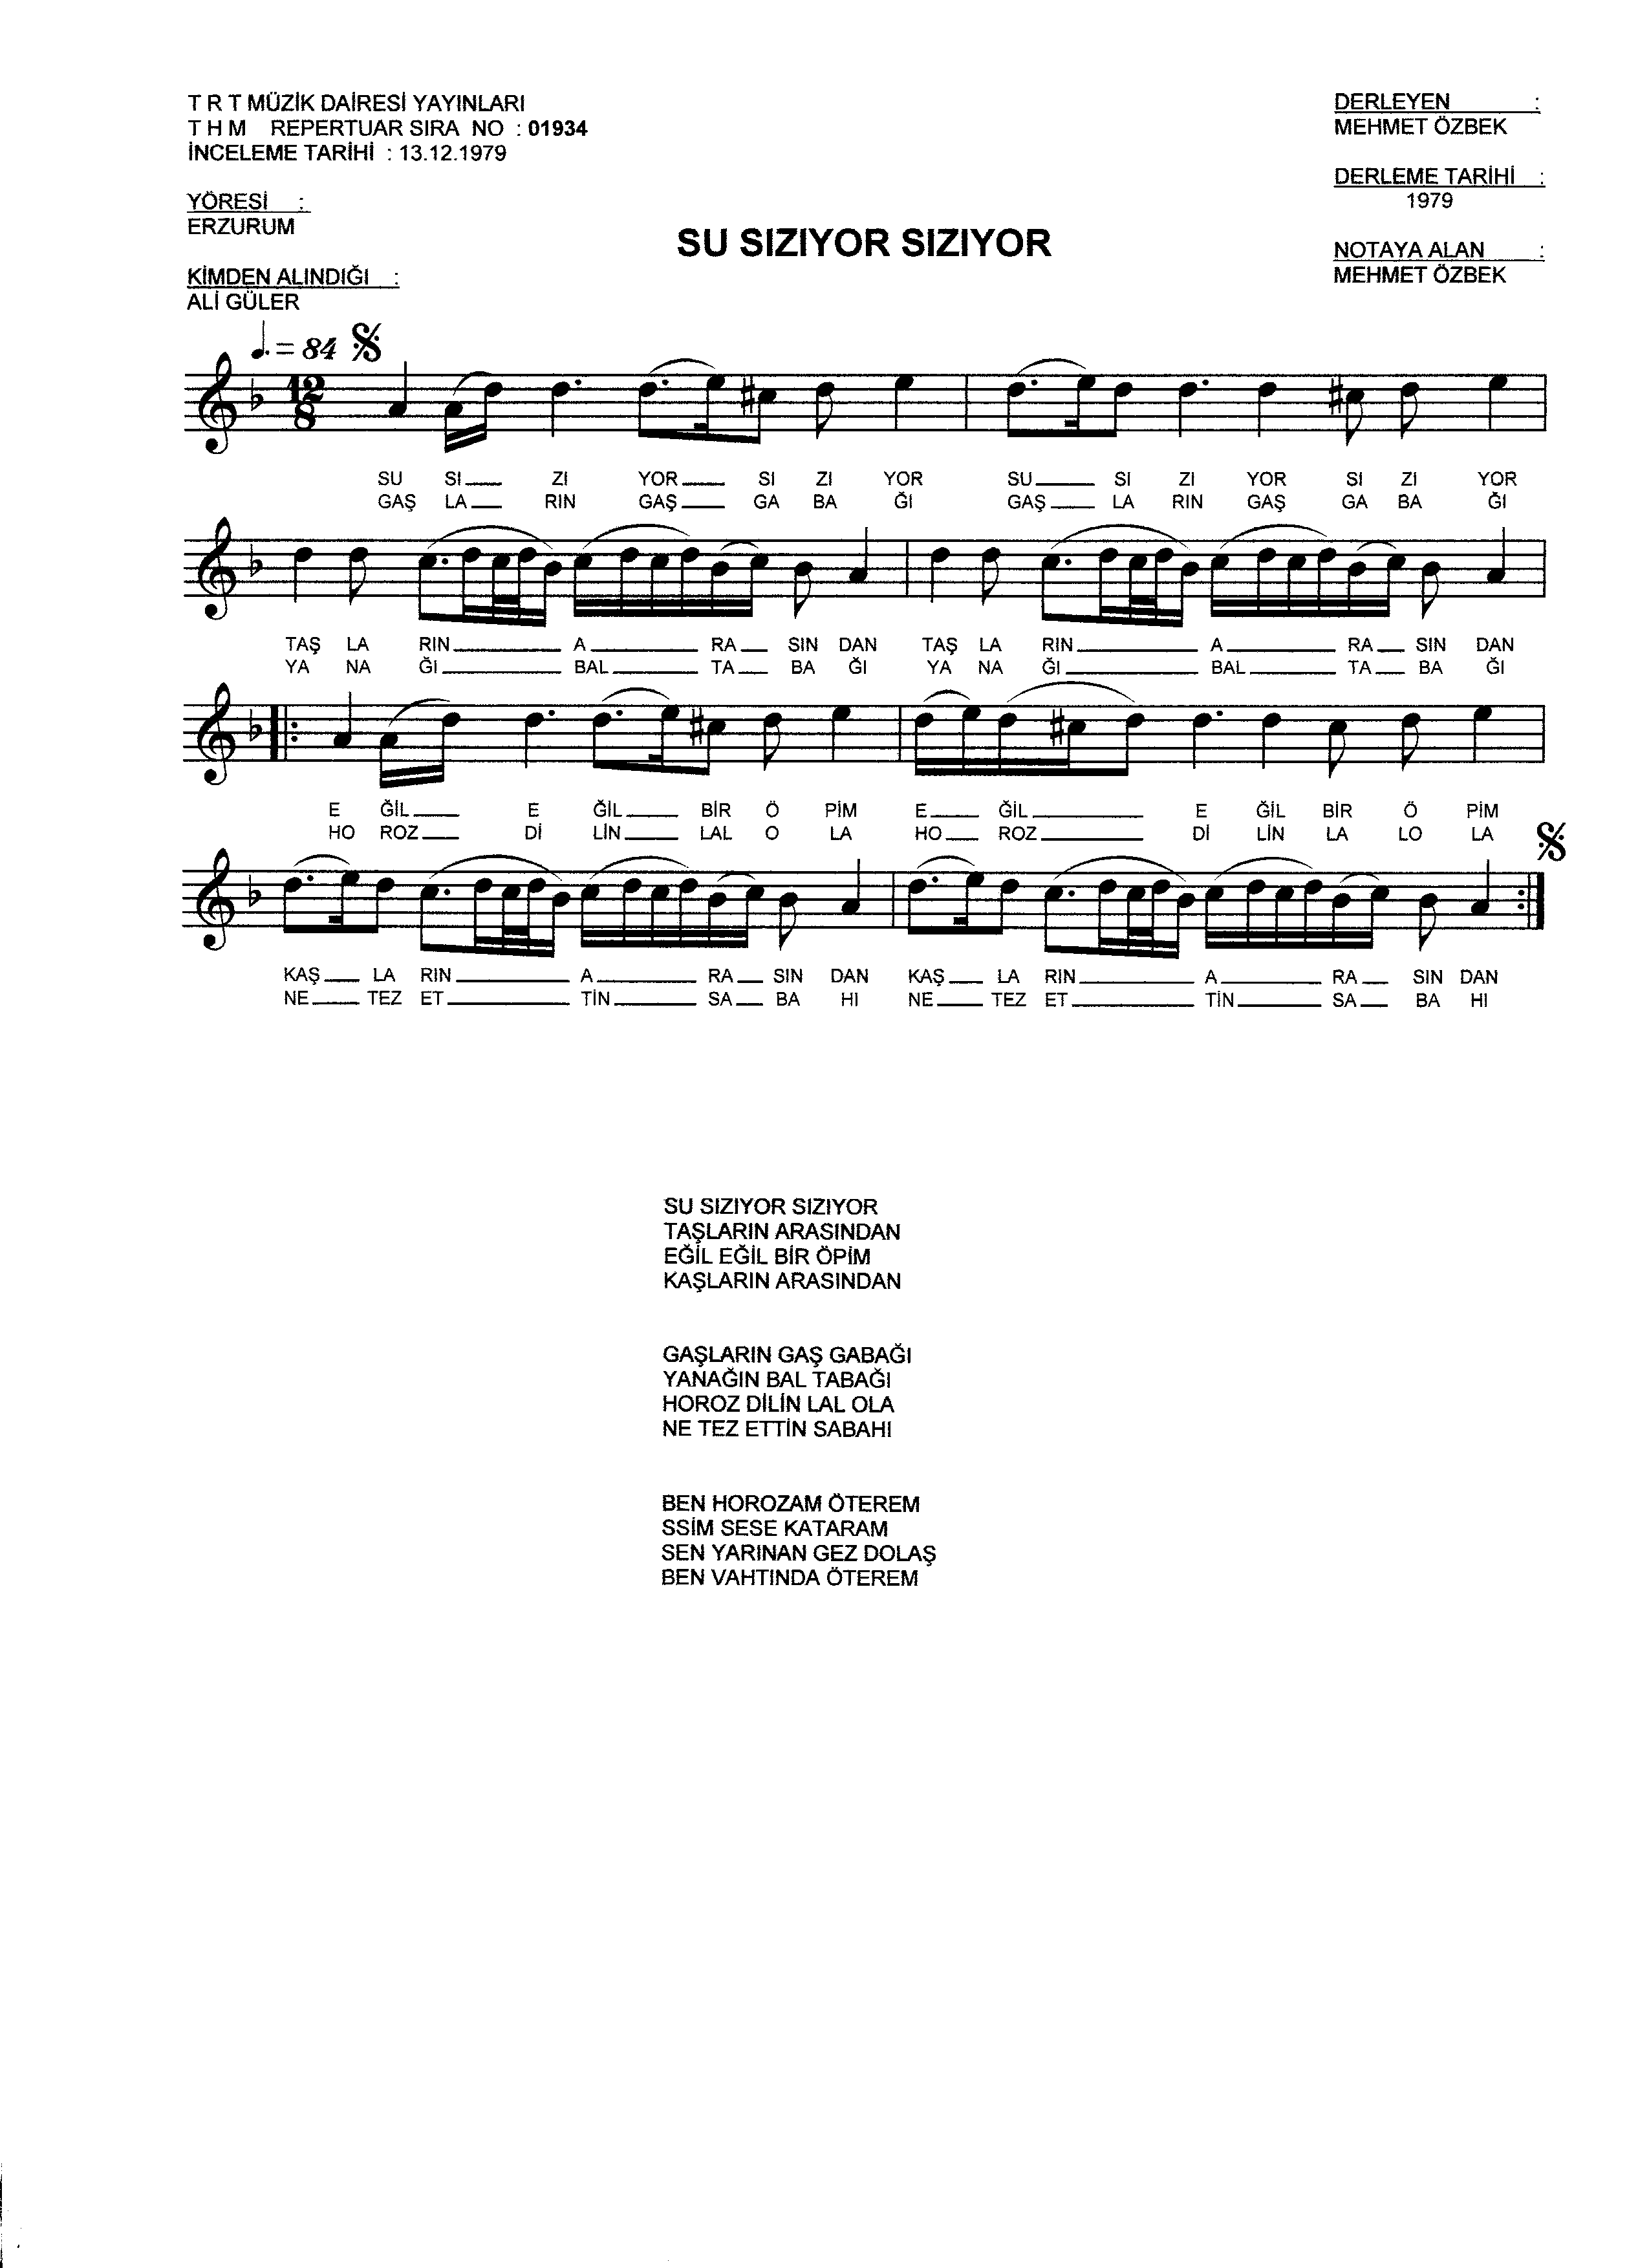 T R T MÜZİK DAİRESİ YAYINLARI
T H M REPERTUAR SIRA NO : 01934
İNCELEME TARİHİ : 13.12.1979
YÖRESİ :
ERZURUM
KİMDEN ALINDIĞI :
ALİ GÜLER
SU SIZIYOR SIZIYOR
DERLEYEN :
MEHMET ÖZBEK
DERLEME TARİHİ :
1979
NOTAYA ALAN :
MEHMET ÖZBEK
= 84
12
8
SU SI ZI YOR SI ZI YOR SU SI ZI YOR SI ZI YOR
GAŞ LA RIN GAŞ GA BA ĞI GAŞ LA RIN GAŞ GA BA ĞI
TAŞ LA RIN A RA SIN DAN TAŞ LA RIN A RA SIN DAN
YA NA ĞI BAL TA BA ĞI YA NA ĞI BAL TA BA ĞI
E ĞİL E ĞİL BİR Ö PİM E ĞİL E ĞİL BİR Ö PİM
HO ROZ Dİ LİN LAL O LA HO ROZ Dİ LİN LA LO LA
KAŞ LA RIN A RA SIN DAN KAŞ LA RIN A RA SIN DAN
NE TEZ ET TİN SA BA HI NE TEZ ET TİN SA BA HI
SU SIZIYOR SIZIYOR
TAŞLARIN ARASINDAN
EĞİL EĞİL BİR ÖPİM
KAŞLARIN ARASINDAN
GAŞLARIN GAŞ GABAĞI
YANAĞIN BAL TABAĞI
HOROZ DİLİN LAL OLA
NE TEZ ETTİN SABAHI
BEN HOROZAM ÖTEREM
SSİM SESE KATARAM
SEN YARINAN GEZ DOLAŞ
BEN VAHTINDA ÖTEREM